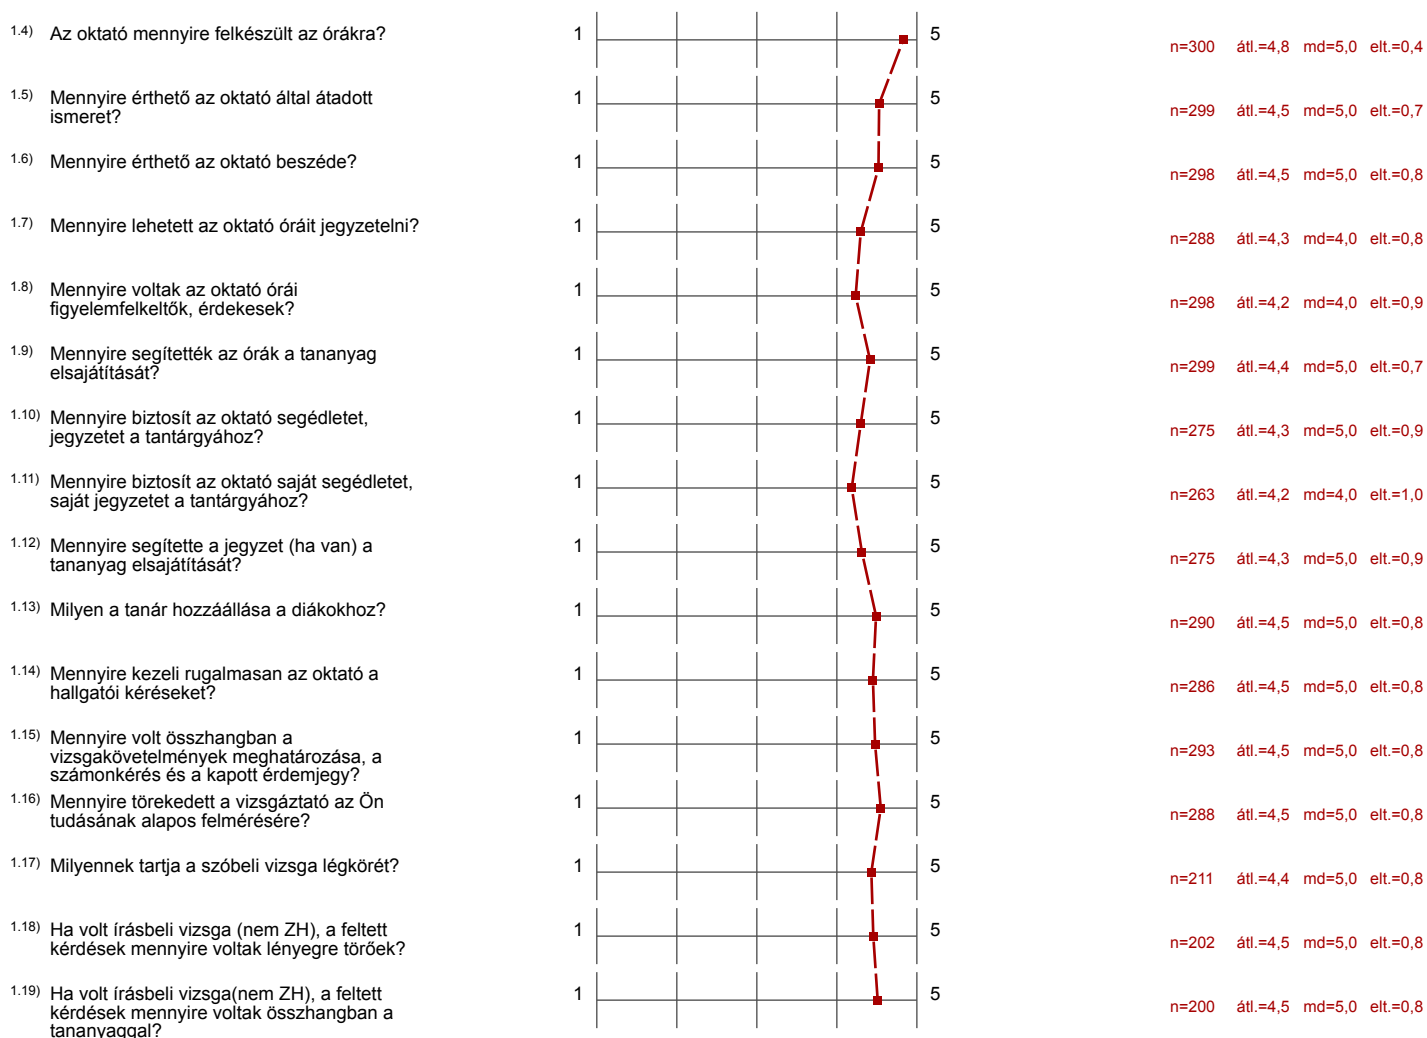 1.4) Az oktató mennyire felkészült az órákra? 1 5 n=300 átl.=4,8 md=5,0 elt.=0,4
1.5) Mennyire érthető az oktató által átadott 1 5 n=299 átl.=4,5 md=5,0 elt.=0,7
ismeret?
1.6) Mennyire érthető az oktató beszéde? 1 5 n=298 átl.=4,5 md=5,0 elt.=0,8
1.7) Mennyire lehetett az oktató óráit jegyzetelni? 1 5 n=288 átl.=4,3 md=4,0 elt.=0,8
1.8) Mennyire voltak az oktató órái 1 5 n=298 átl.=4,2 md=4,0 elt.=0,9
figyelemfelkeltők, érdekesek?
1.9) Mennyire segítették az órák a tananyag 1 5 n=299 átl.=4,4 md=5,0 elt.=0,7
elsajátítását?
1.10) Mennyire biztosít az oktató segédletet, 1 5 n=275 átl.=4,3 md=5,0 elt.=0,9
jegyzetet a tantárgyához?
1.11) Mennyire biztosít az oktató saját segédletet, 1 5 n=263 átl.=4,2 md=4,0 elt.=1,0
saját jegyzetet a tantárgyához?
1.12) Mennyire segítette a jegyzet (ha van) a 1 5 n=275 átl.=4,3 md=5,0 elt.=0,9
tananyag elsajátítását?
1.13) Milyen a tanár hozzáállása a diákokhoz? 1 5 n=290 átl.=4,5 md=5,0 elt.=0,8
1.14) Mennyire kezeli rugalmasan az oktató a 1 5 n=286 átl.=4,5 md=5,0 elt.=0,8
hallgatói kéréseket?
1.15) Mennyire volt összhangban a 1 5 n=293 átl.=4,5 md=5,0 elt.=0,8
vizsgakövetelmények meghatározása, a
számonkérés és a kapott érdemjegy?
1.16) Mennyire törekedett a vizsgáztató az Ön 1 5 n=288 átl.=4,5 md=5,0 elt.=0,8
tudásának alapos felmérésére?
1.17) Milyennek tartja a szóbeli vizsga légkörét? 1 5 n=211 átl.=4,4 md=5,0 elt.=0,8
1.18) Ha volt írásbeli vizsga (nem ZH), a feltett 1 5 n=202 átl.=4,5 md=5,0 elt.=0,8
kérdések mennyire voltak lényegre törőek?
1.19) Ha volt írásbeli vizsga(nem ZH), a feltett 1 5 n=200 átl.=4,5 md=5,0 elt.=0,8
kérdések mennyire voltak összhangban a
tananyaggal?